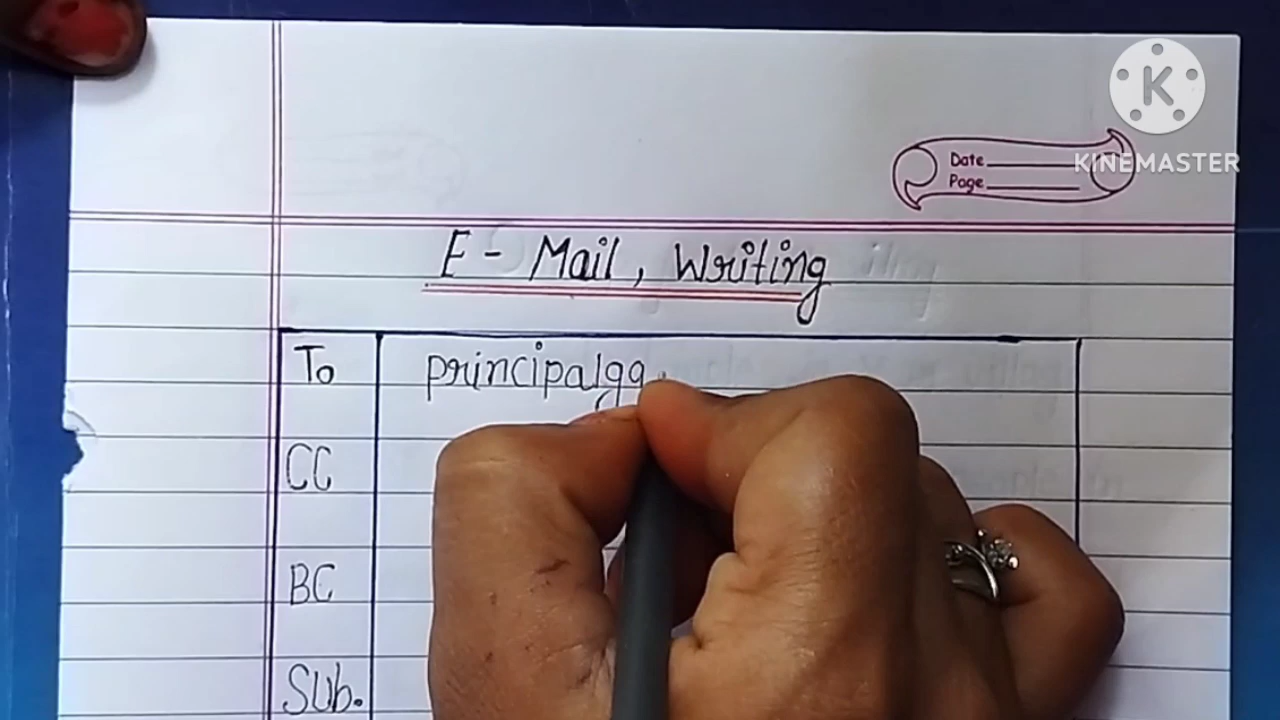 K
KINEMASTER
Date
Page
E - Mail, Writing
To principalgg
CC
BC
Sub.